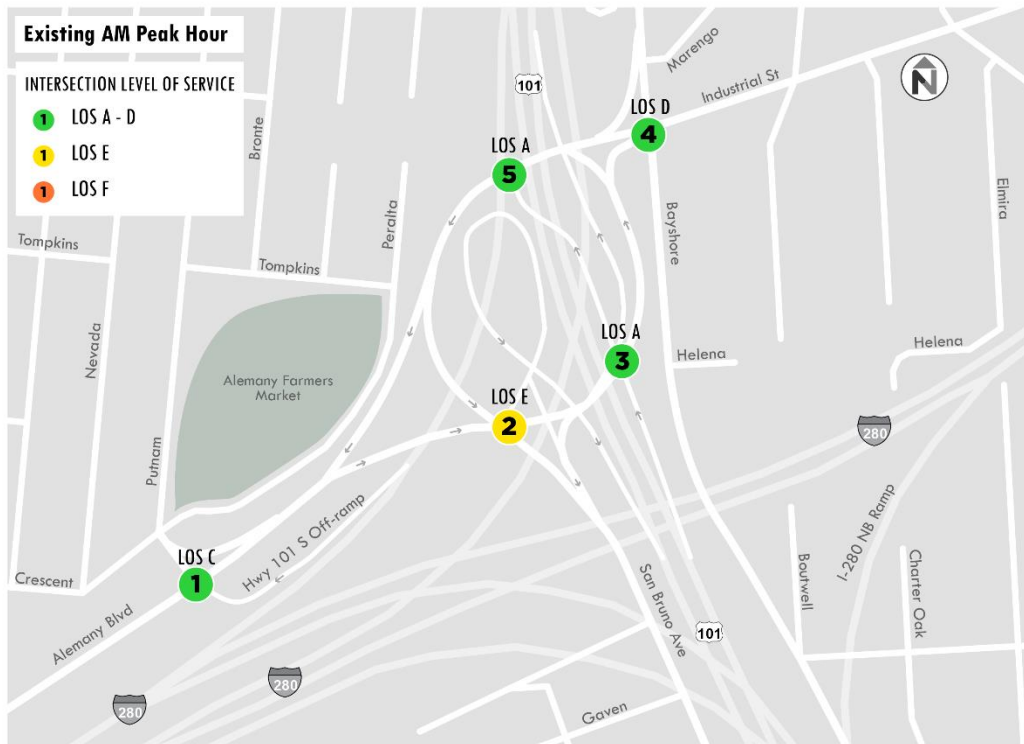 Existing AM Peak Hour
INTERSECTION LEVEL OF SERVICE
1 LOS A - D
1 LOS E
1 LOS F
101
Marengo
Industrial St
N
LOS D
4
LOS A
5
Bronte
Peralta
Bayshore
Elmira
Tompkins
Tompkins
Nevada
Alemany Farmers
Market
LOS A
3
Helena
Helena
LOS E
2
280
Putnam
Hwy 101 S Off-ramp
LOS C
1
Crescent
Alemany Blvd
San Bruno Ave
101
Boutwell
I-280 NB Ramp
Charter Oak
280
280
Gaven